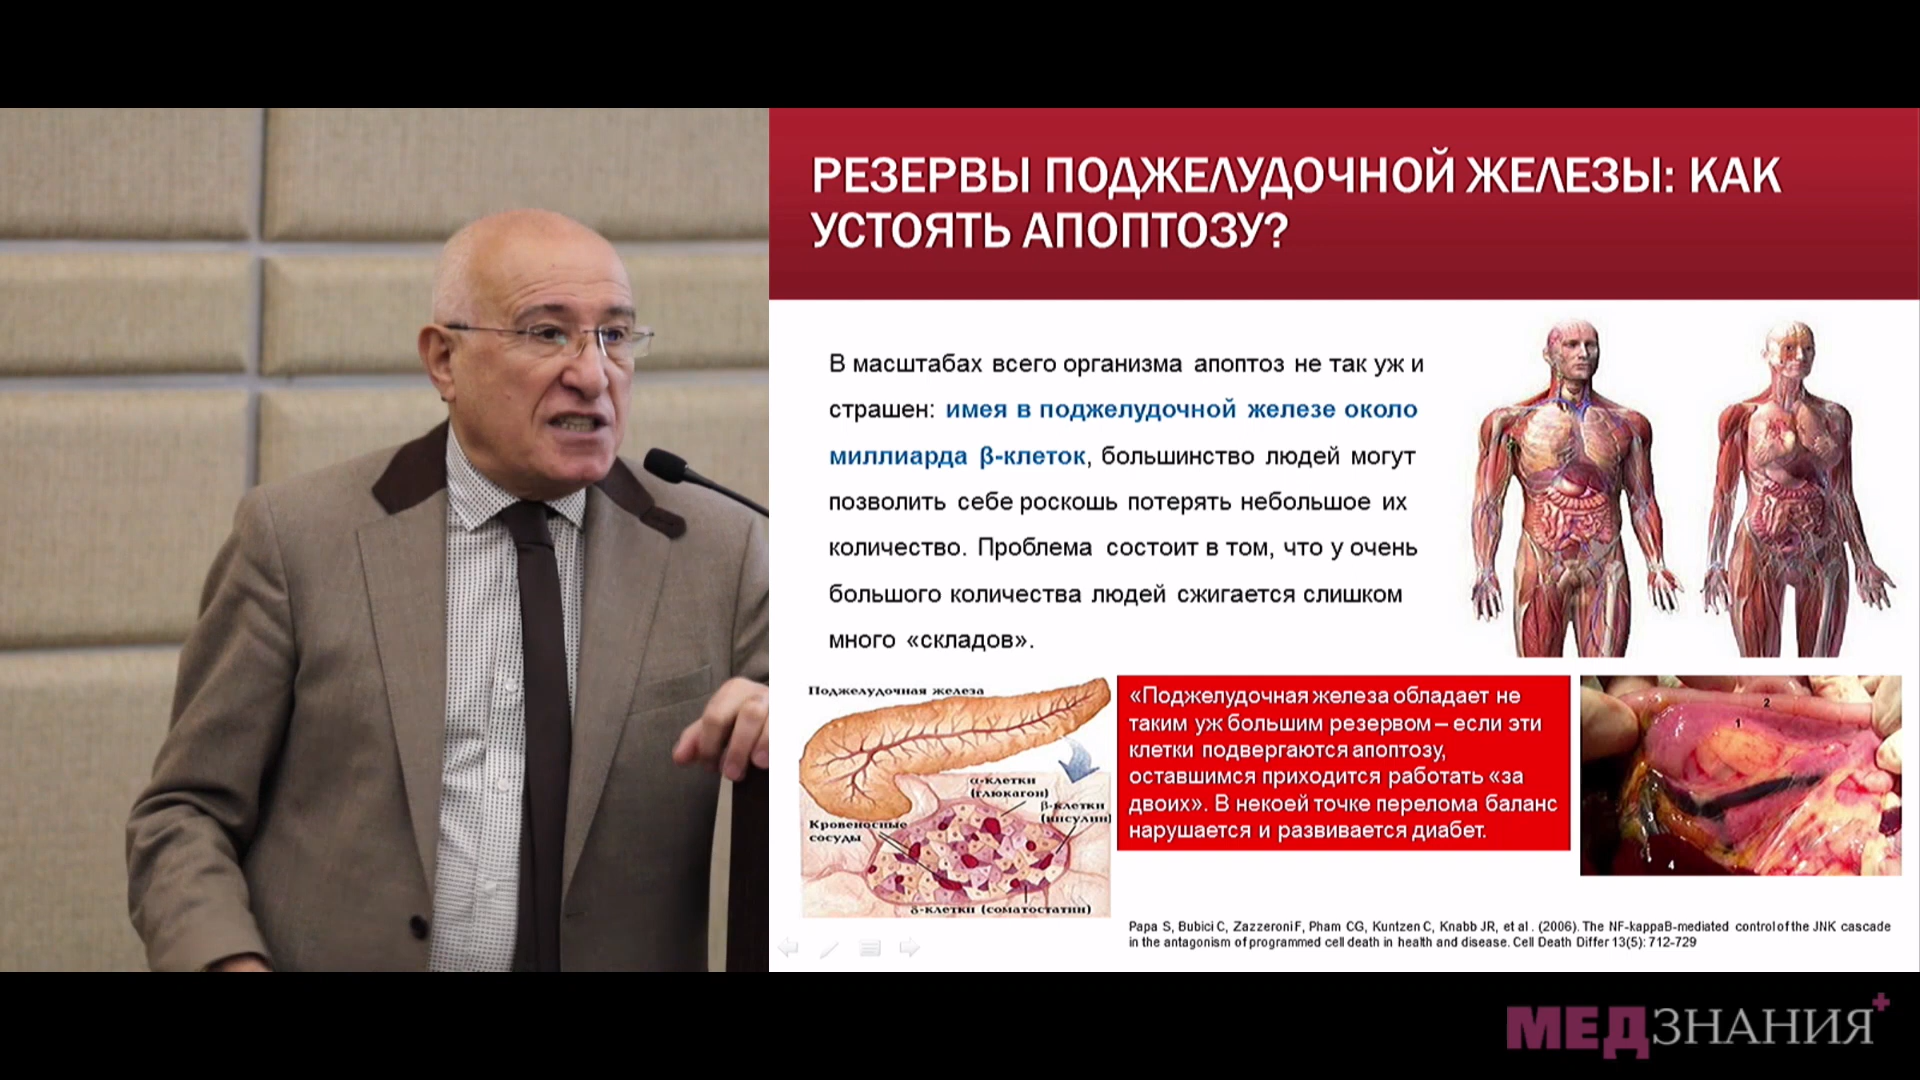 РЕЗЕРВЫ ПОДЖЕЛУДОЧНОЙ ЖЕЛЕЗЫ: КАК
УСТОЯТЬ АПОПТОЗУ?
В масштабах всего организма апоптоз не так уж и
страшен: имея в поджелудочной железе около
миллиарда β-клеток, большинство людей могут
позволить себе роскошь потерять небольшое их
количество. Проблема состоит в том, что у очень
большого количества людей сжигается слишком
много «складов».
Поджелудочная железа
α-клетки
(глюкагон)
β-клетки
(инсулин)
Кровеносные
сосуды
δ-клетки (соматостатин)
«Поджелудочная железа обладает не
таким уж большим резервом – если эти
клетки подвергаются апоптозу,
оставшимся приходится работать «за
двоих». В некоей точке перелома баланс
нарушается и развивается диабет.
2
1
3
4
Papa S, Bubici C, Zazzeroni F, Pham CG, Kuntzen C, Knabb JR, et al. (2006). The NF-kappaB-mediated control of the JNK cascade
in the antagonism of programmed cell death in health and disease. Cell Death Differ 13(5): 712-729
МЕДЗНАНИЯ+